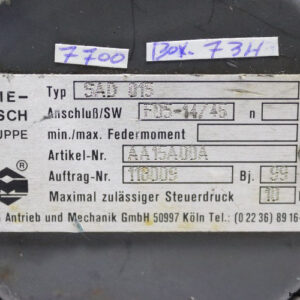 7700 Box. 73H
IE-
SCH
UPPE
Typ SAD 015
Anschluß/SW F05-14/45 n
min./max. Federmoment
Artikel-Nr. AA15A00A
Auftrag-Nr. 118009 Bj. 99
Maximal zulässiger Steuerdruck 10
®
Antrieb und Mechanik GmbH 50997 Köln Tel.: (0 22 36) 89 16